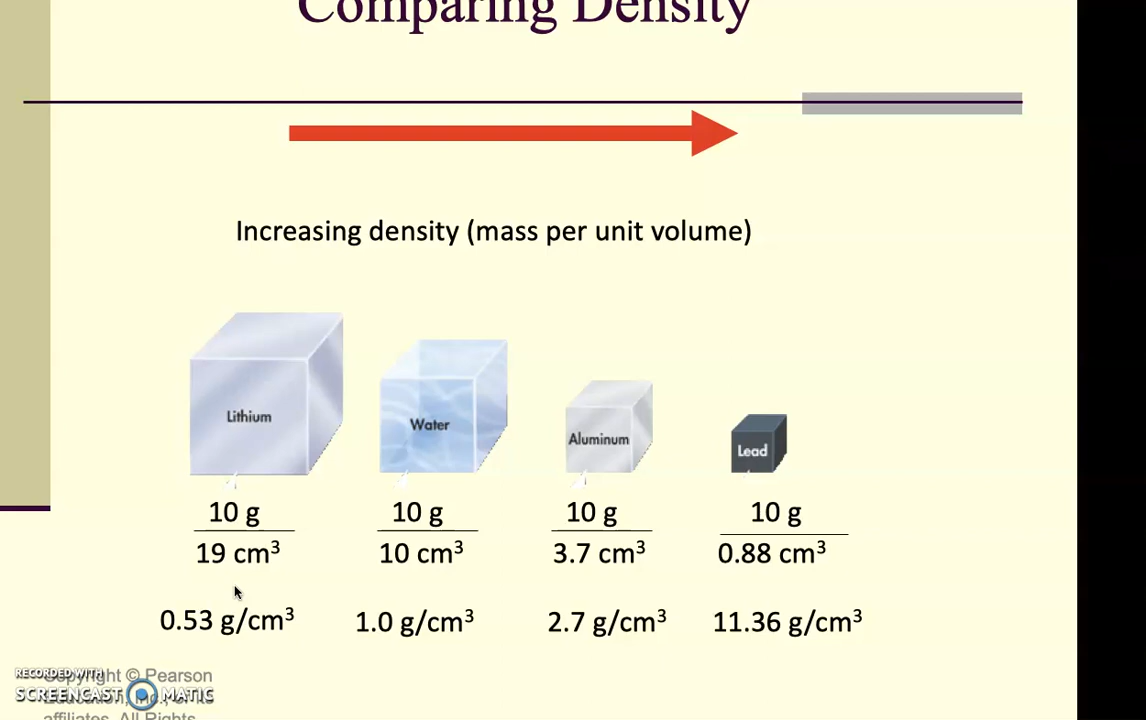 Comparing Density
Increasing density (mass per unit volume)
Lithium
Water
Aluminum
Lead
10 g
19 cm³
10 g
10 cm³
10 g
3.7 cm³
10 g
0.88 cm³
0.53 g/cm³
1.0 g/cm³
2.7 g/cm³
11.36 g/cm³
RECORDED WITH
SCREENCAST MATIC
Copyright © Pearson
Education, Inc.,
affiliates. All Rights